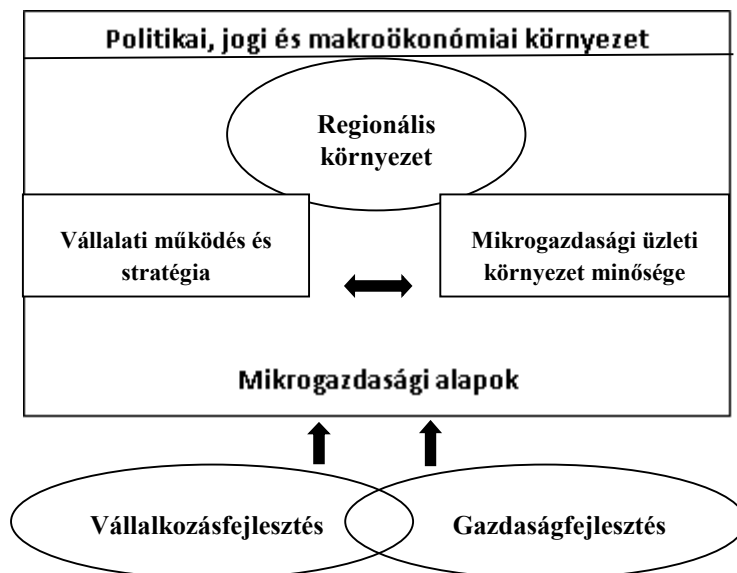 Politikai, jogi és makroökonómiai környezet
Regionális
környezet
Vállalati működés és
stratégia
Mikrogazdasági üzleti
környezet minősége
Mikrogazdasági alapok
Vállalkozásfejlesztés
Gazdaságfejlesztés